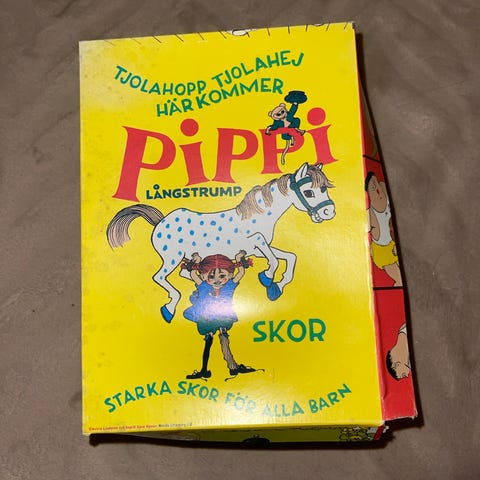 TJOLAHOPP TJOLAHEJ
HÄR KOMMER
PiPPi
LÅNGSTRUMP
SKOR
STARKA SKOR FÖR ALLA BARN